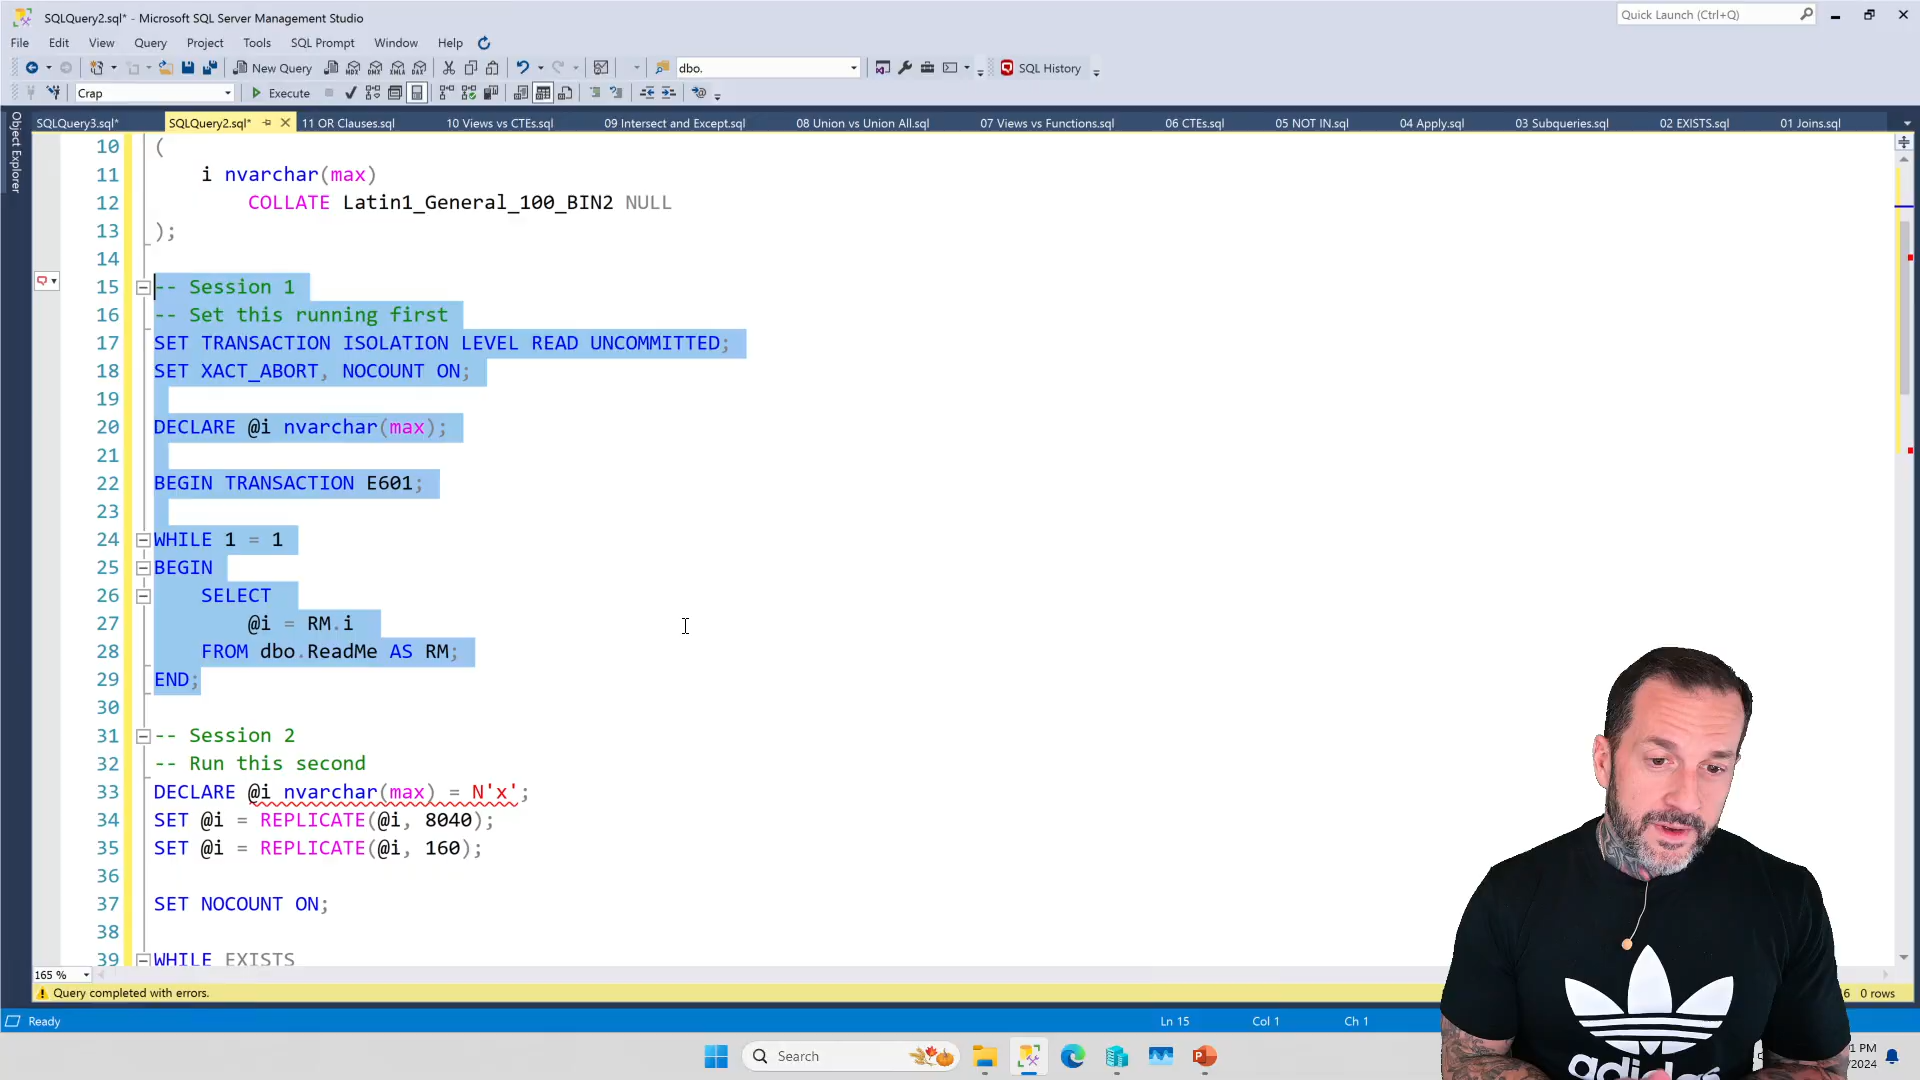 SQLQuery2.sql* - Microsoft SQL Server Management Studio
Quick Launch (Ctrl+Q)
File Edit View Query Project Tools SQL Prompt Window Help
New Query
dbo.
SQL History
Crap
Execute
SQLQuery3.sql* SQLQuery2.sql* 11 OR Clauses.sql 10 Views vs CTEs.sql 09 Intersect and Except.sql 08 Union vs Union All.sql 07 Views vs Functions.sql 06 CTEs.sql 05 NOT IN.sql 04 Apply.sql 03 Subqueries.sql 02 EXISTS.sql 01 Joins.sql
Object Explorer
10 (
11 i nvarchar(max)
12 COLLATE Latin1_General_100_BIN2 NULL
13 );
14
15 -- Session 1
16 -- Set this running first
17 SET TRANSACTION ISOLATION LEVEL READ UNCOMMITTED;
18 SET XACT_ABORT, NOCOUNT ON;
19
20 DECLARE @i nvarchar(max);
21
22 BEGIN TRANSACTION E601;
23
24 WHILE 1 = 1
25 BEGIN
26 SELECT
27 @i = RM.i
28 FROM dbo.ReadMe AS RM;
29 END;
30
31 -- Session 2
32 -- Run this second
33 DECLARE @i nvarchar(max) = N'x';
34 SET @i = REPLICATE(@i, 8040);
35 SET @i = REPLICATE(@i, 160);
36
37 SET NOCOUNT ON;
38
39 WHILE EXISTS
165 %
Query completed with errors.
6 0 rows
Ready
Ln 15 Col 1 Ch 1
Search
1 PM
/2024
adidas